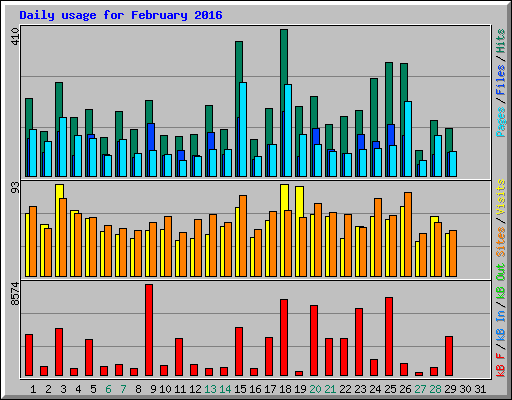 Daily usage for February 2016
410
Pages / Files / Hits
93
Sites / Visits
8574
kB F / kB In / kB Out
1 2 3 4 5 6 7 8 9 10 11 12 13 14 15 16 17 18 19 20 21 22 23 24 25 26 27 28 29 30 31